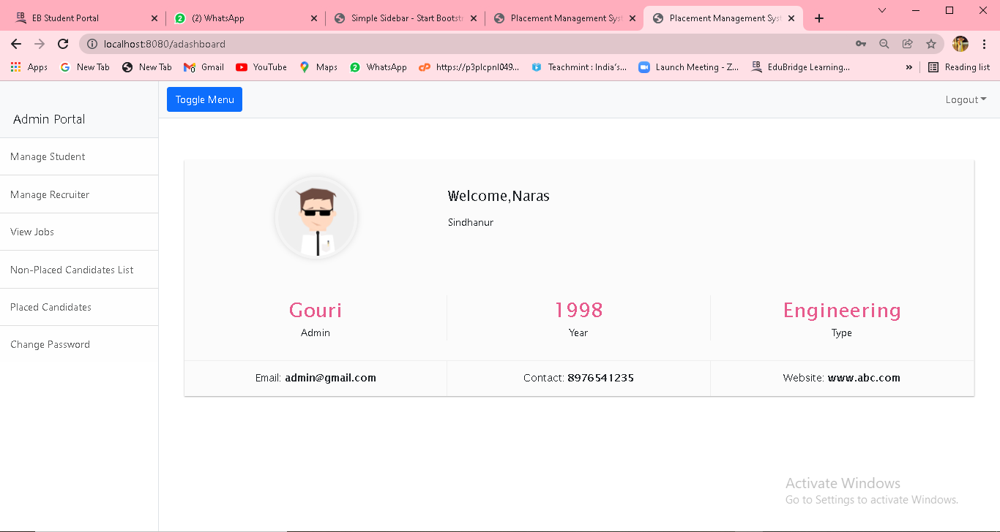 EB Student Portal
(2) WhatsApp
Simple Sidebar - Start Bootst
Placement Management Syst
Placement Management Syst
localhost:8080/adashboard
Apps
New Tab
New Tab
Gmail
YouTube
Maps
2 WhatsApp
https://p3plcpnl049...
Teachmint : India's...
Launch Meeting - Z...
EduBridge Learning...
»
Reading list
Admin Portal
Toggle Menu
Logout
Manage Student
Manage Recruiter
View Jobs
Non-Placed Candidates List
Placed Candidates
Change Password
Welcome,Naras
Sindhanur
Gouri
Admin
1998
Year
Engineering
Type
Email: admin@gmail.com
Contact: 8976541235
Website: www.abc.com
Activate Windows
Go to Settings to activate Windows.